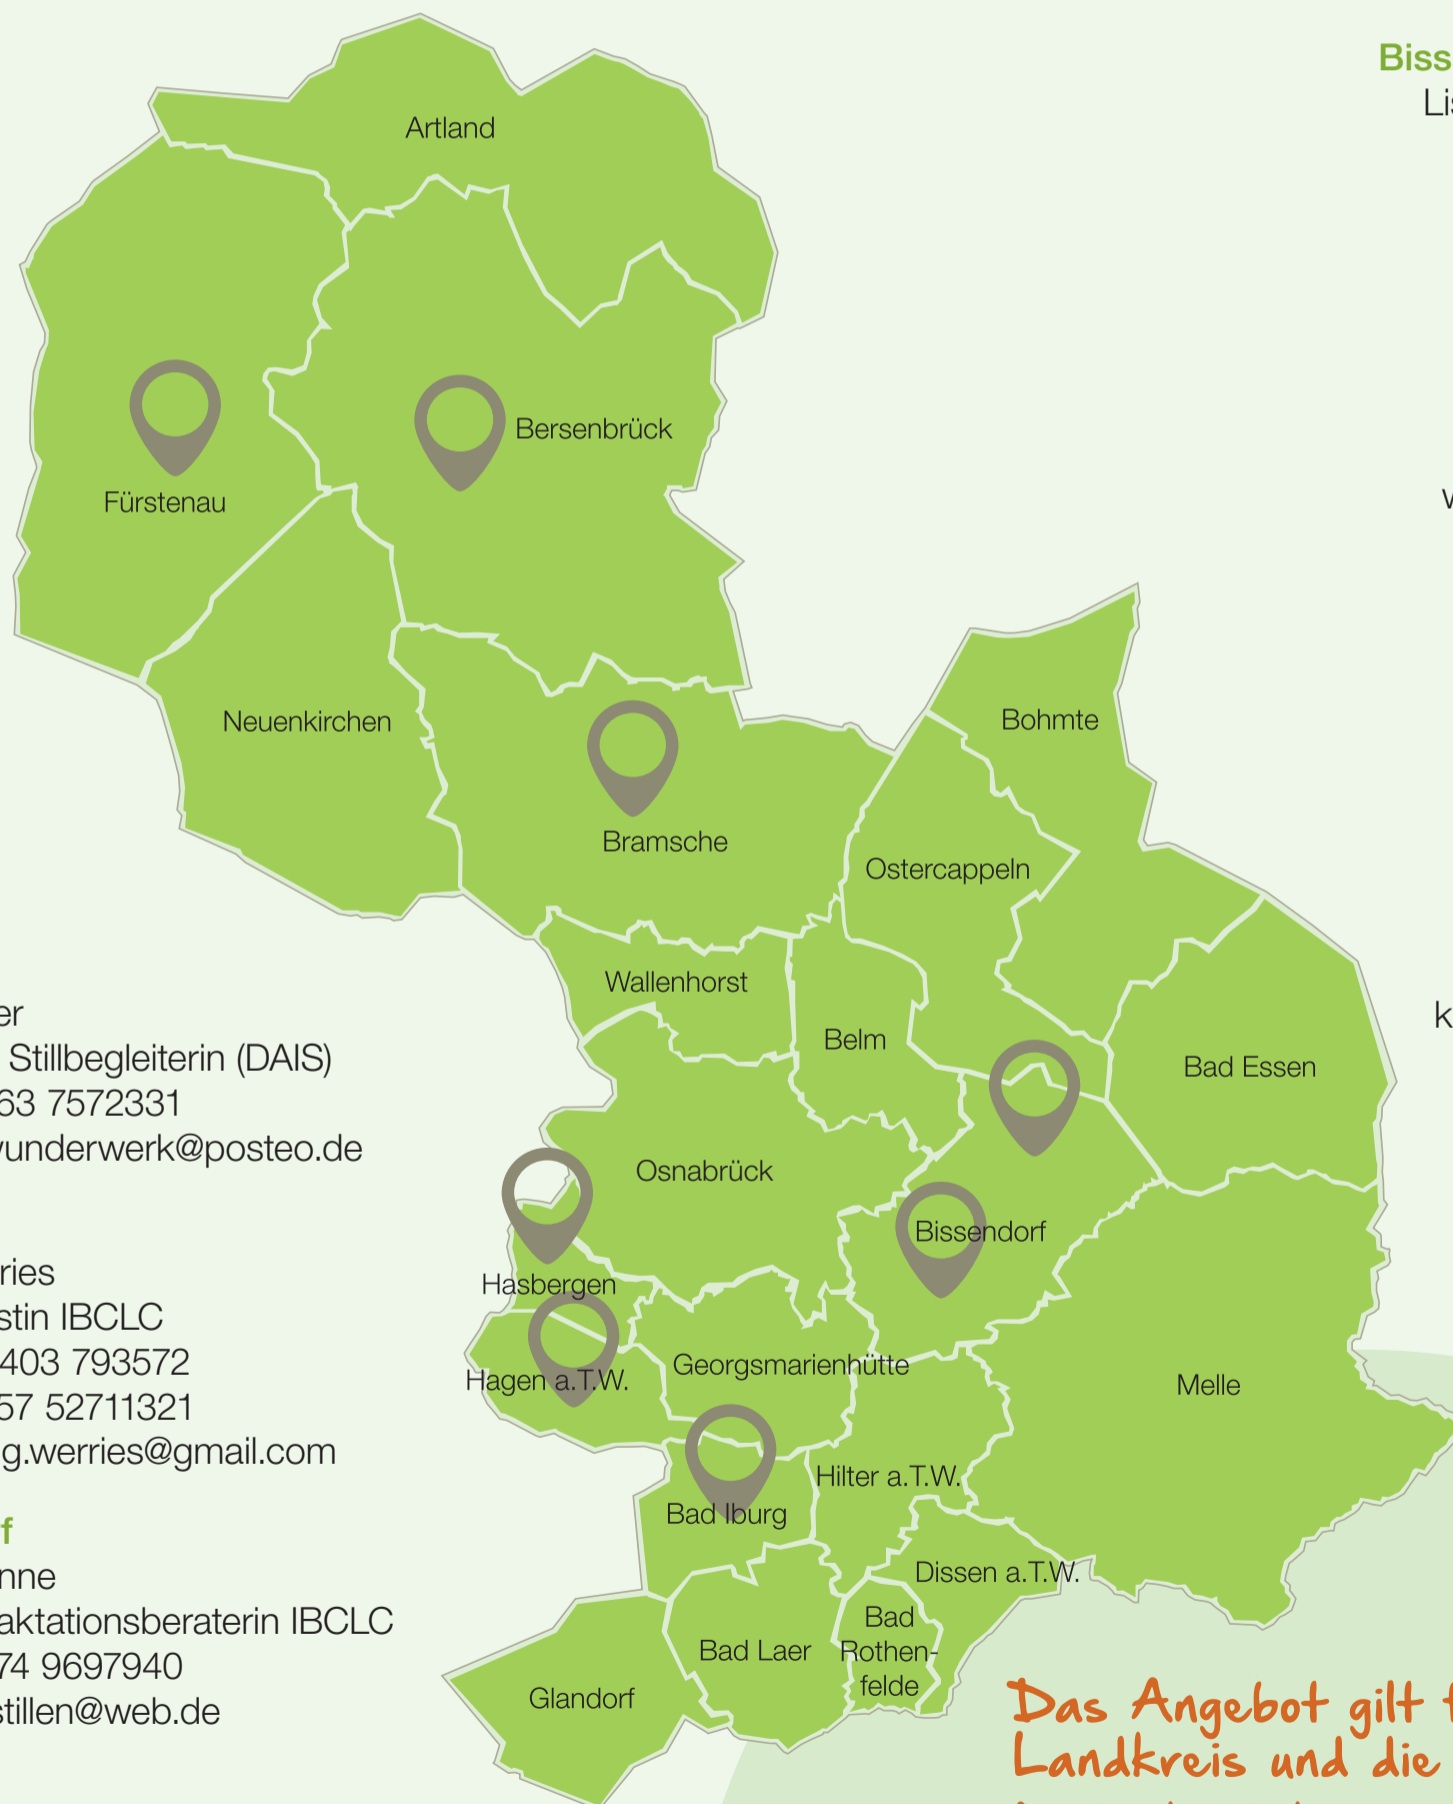 Artland
Bersenbrück
Fürstenau
Neuenkirchen
Bohmte
Bramsche
Ostercappeln
Wallenhorst
Belm
Bad Essen
Osnabrück
Bissendorf
Hasbergen
Georgsmarienhütte
Hagen a.T.W.
Melle
Hilter a.T.W.
Bad Iburg
Dissen a.T.W.
Bad
Rothen-
felde
Bad Laer
Glandorf
er
Stillbegleiterin (DAIS)
63 7572331
wunderwerk@posteo.de
ries
stin IBCLC
403 793572
57 52711321
g.werries@gmail.com
f
nne
aktationsberaterin IBCLC
74 9697940
stillen@web.de
Biss
Lis
k
Das Angebot gilt f
Landkreis und die